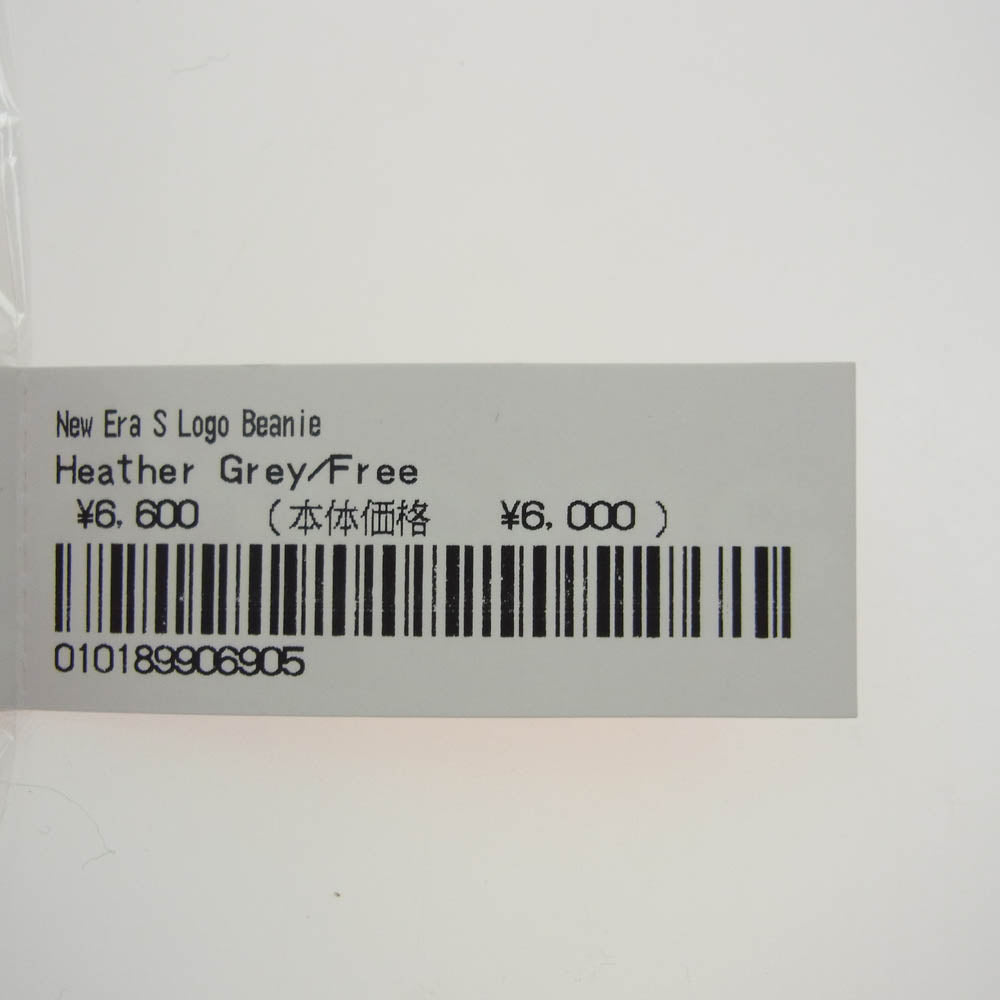 New Era S Logo Beanie
Heather Grey/Free
¥6,600 (本体価格 ¥6,000 )
010189906905